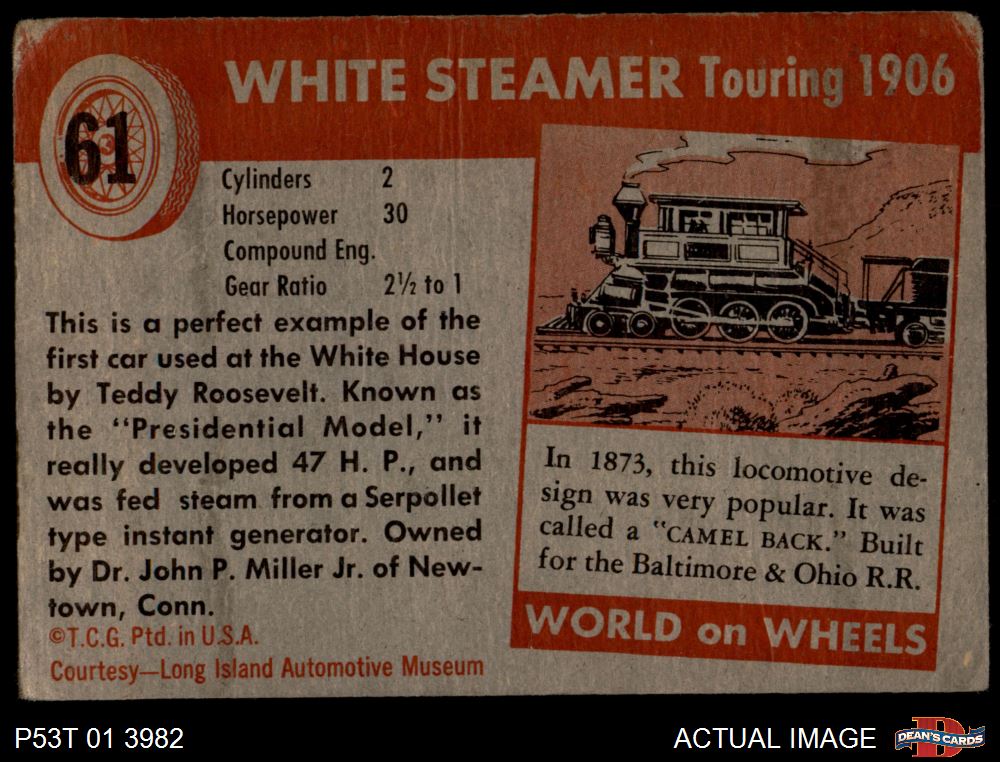 61
WHITE STEAMER Touring 1906
Cylinders 2
Horsepower 30
Compound Eng.
Gear Ratio 2½ to 1
This is a perfect example of the
first car used at the White House
by Teddy Roosevelt. Known as
the "Presidential Model," it
really developed 47 H. P., and
was fed steam from a Serpollet
type instant generator. Owned
by Dr. John P. Miller Jr. of New-
town, Conn.
©T.C.G. Ptd. in U.S.A.
Courtesy—Long Island Automotive Museum
In 1873, this locomotive de-
sign was very popular. It was
called a "CAMEL BACK." Built
for the Baltimore & Ohio R.R.
WORLD on WHEELS
P53T 01 3982
ACTUAL IMAGE
DEAN'S CARDS